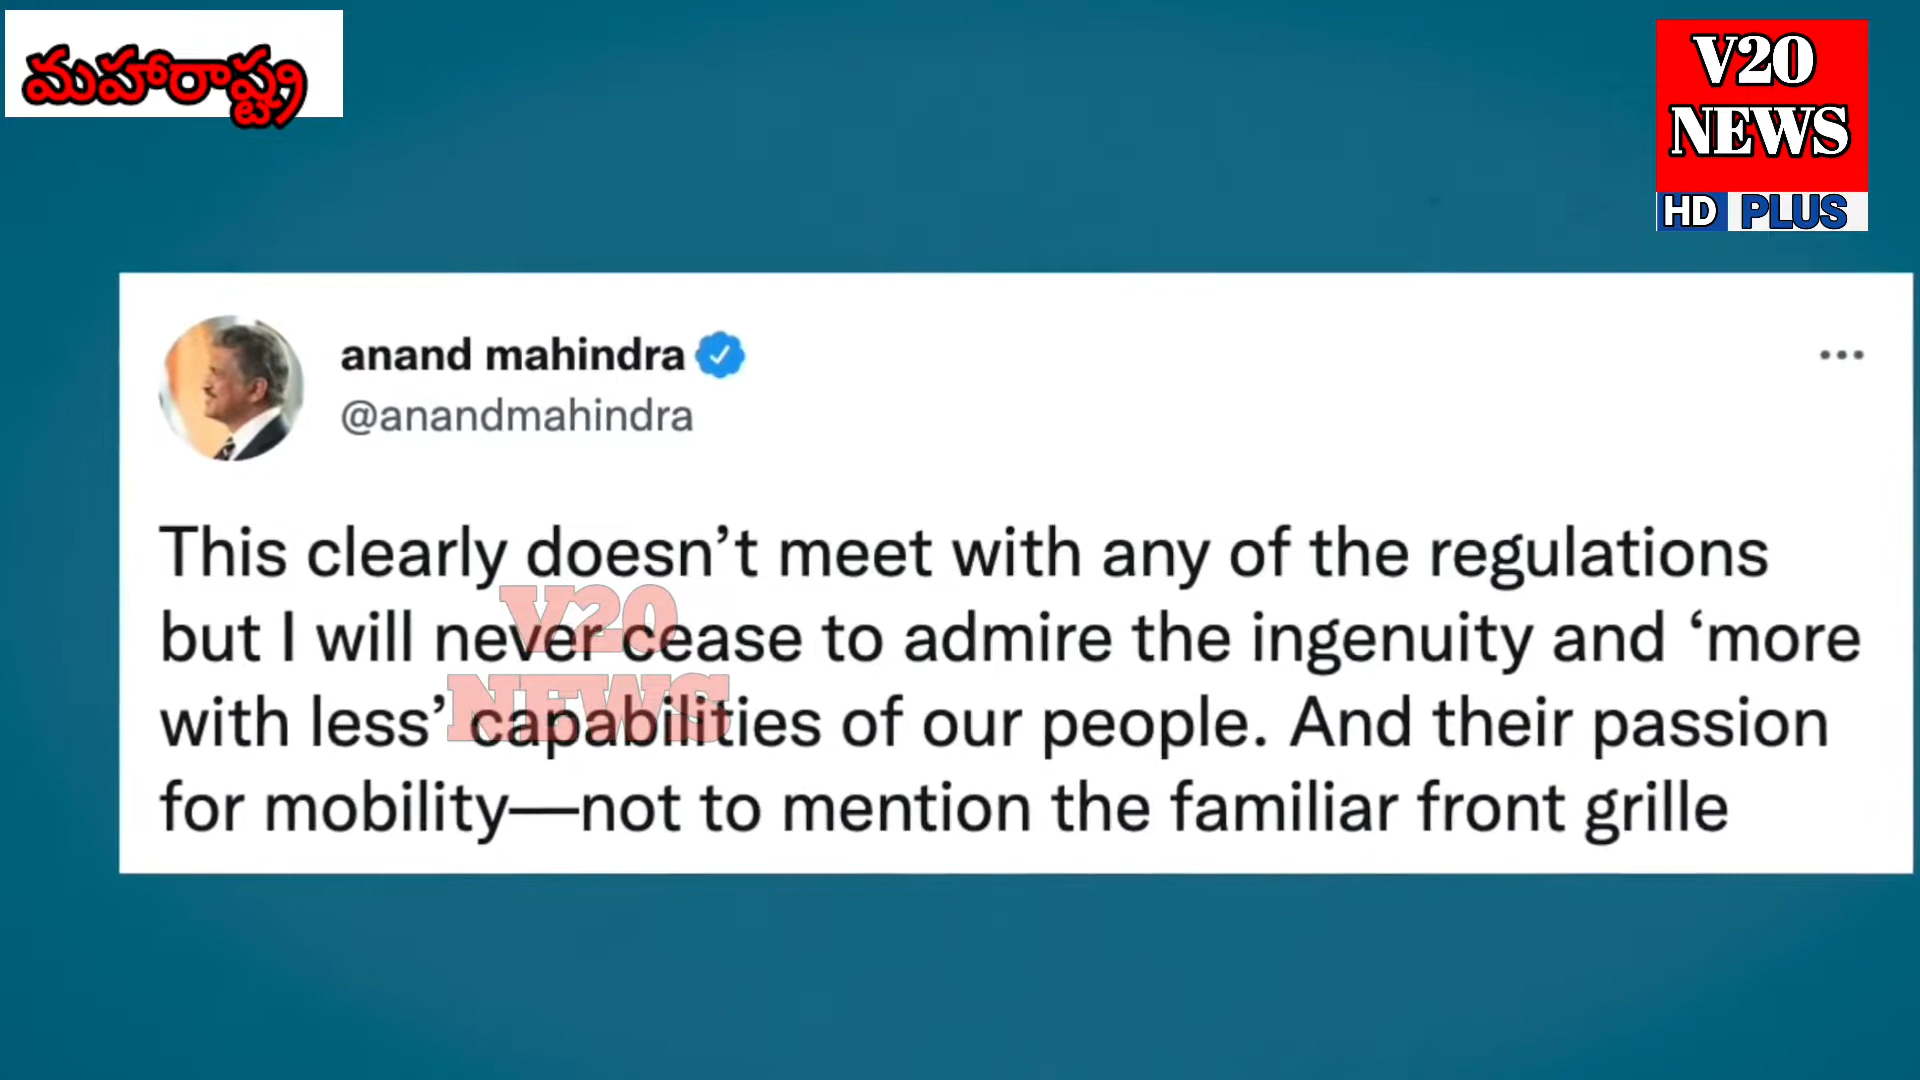 మహారాష్ట్ర
V20
NEWS
HD PLUS
anand mahindra
@anandmahindra
This clearly doesn’t meet with any of the regulations
but I will never cease to admire the ingenuity and ‘more
with less’ capabilities of our people. And their passion
for mobility—not to mention the familiar front grille
V20
NEWS